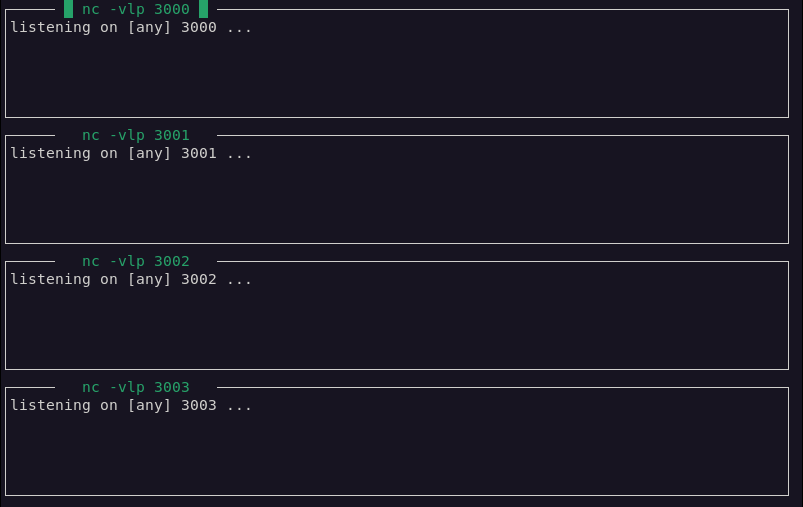 nc -vlp 3000
listening on [any] 3000 ...
nc -vlp 3001
listening on [any] 3001 ...
nc -vlp 3002
listening on [any] 3002 ...
nc -vlp 3003
listening on [any] 3003 ...